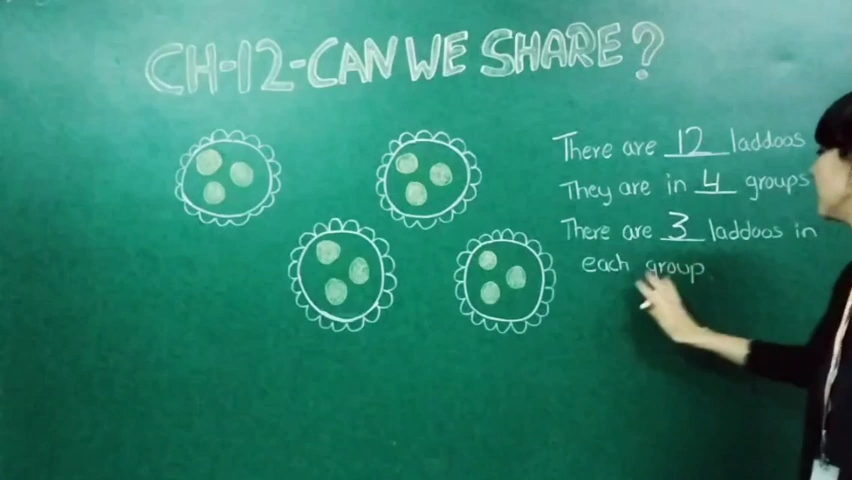 CH-12-CAN WE SHARE?
There are 12 laddoos
They are in 4 groups
There are 3 laddoos in
each group.